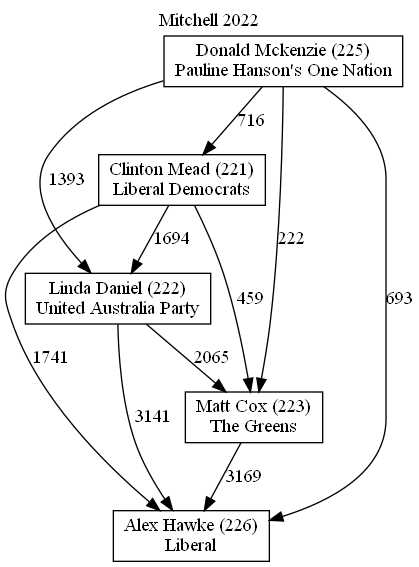 Mitchell 2022
Donald Mckenzie (225)
Pauline Hanson's One Nation
716
Clinton Mead (221)
Liberal Democrats
1393
1694
222
Linda Daniel (222)
United Australia Party
459
693
1741
2065
Matt Cox (223)
The Greens
3141
3169
Alex Hawke (226)
Liberal